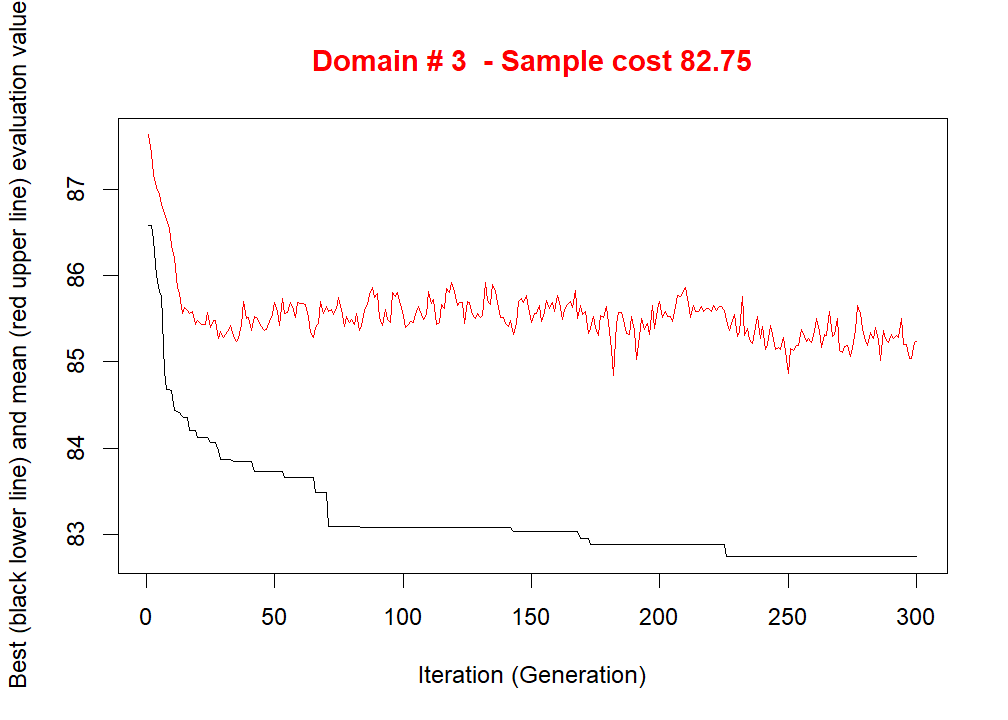 Domain # 3  - Sample cost 82.75
Best (black lower line) and mean (red upper line) evaluation value
87
86
85
84
83
0 50 100 150 200 250 300
Iteration (Generation)